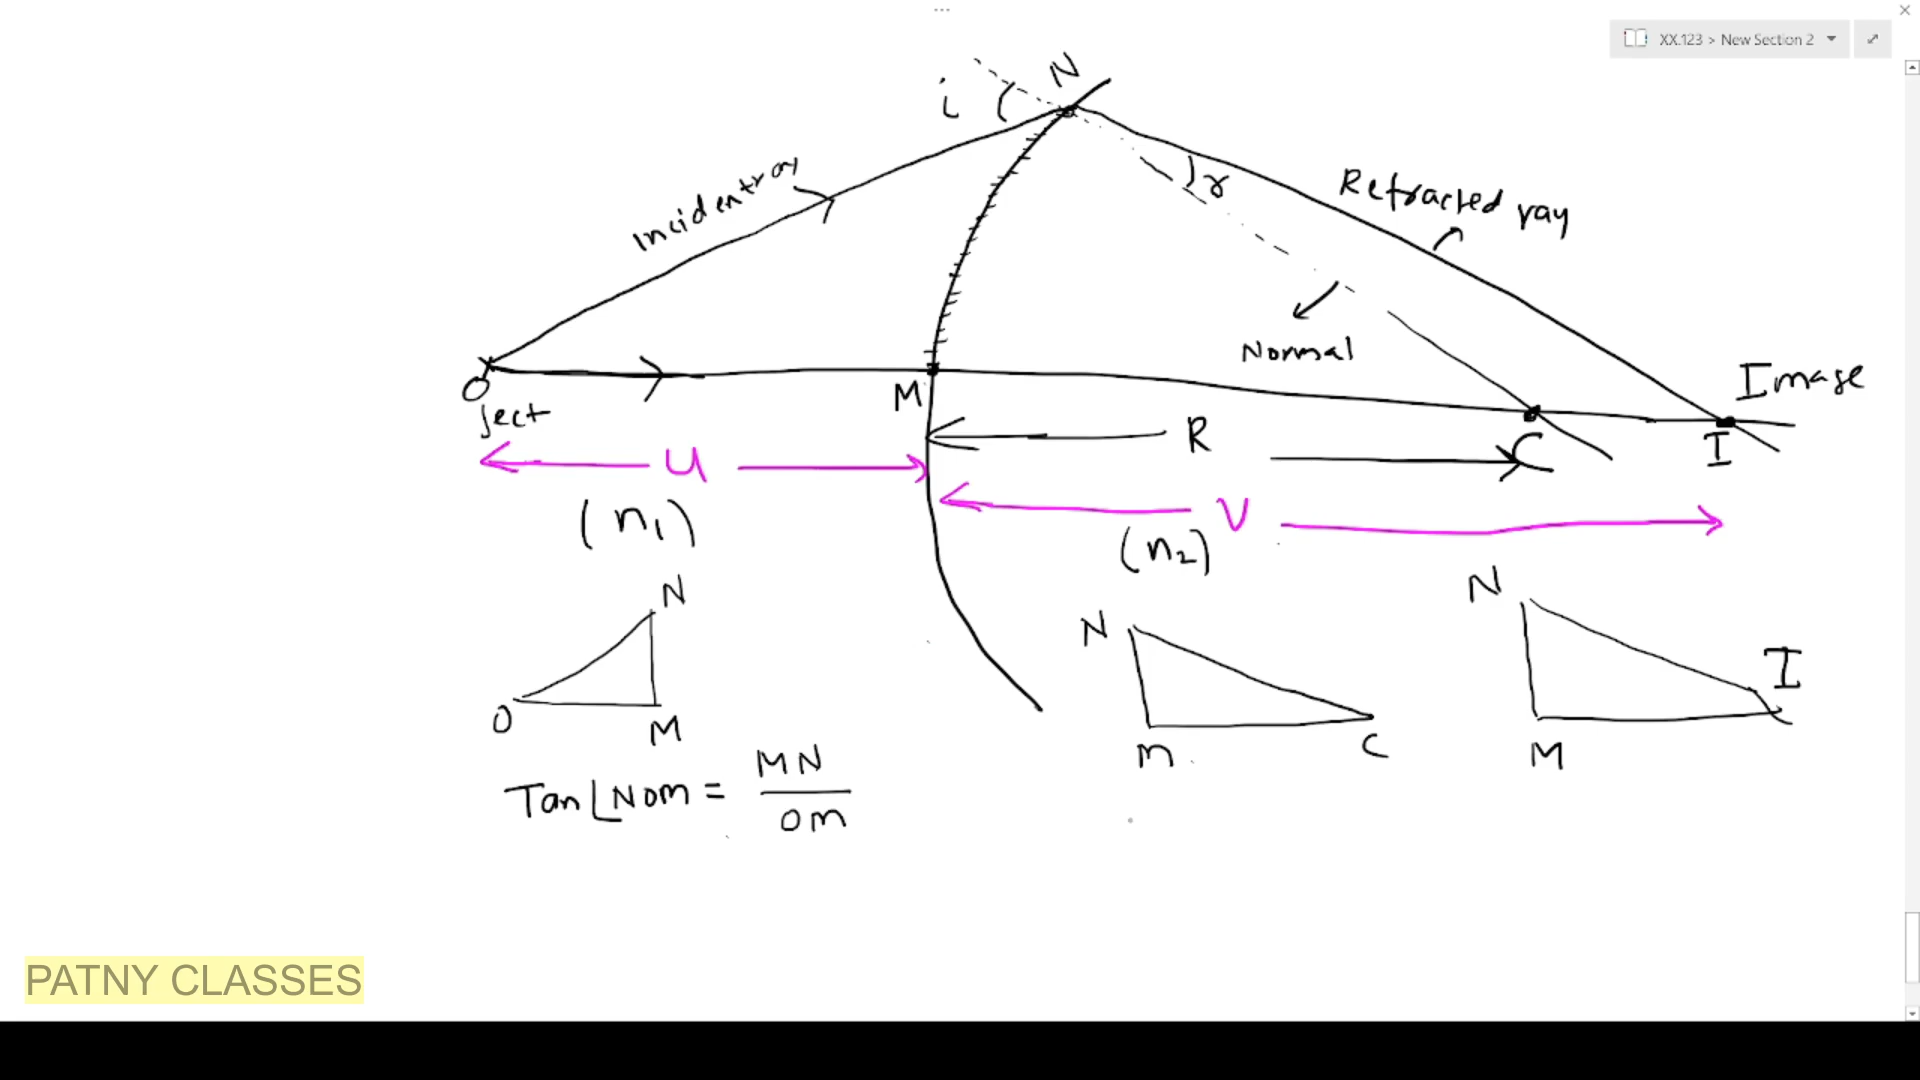 XX.123 > New Section 2
N
i
Incident ray
r
Refracted ray
Normal
Image
O
ject
M
R
C
I
u
v
(n1)
(n2)
N
O
M
N
m
C
N
M
I
Tan∠Nom = MN
om
PATNY CLASSES